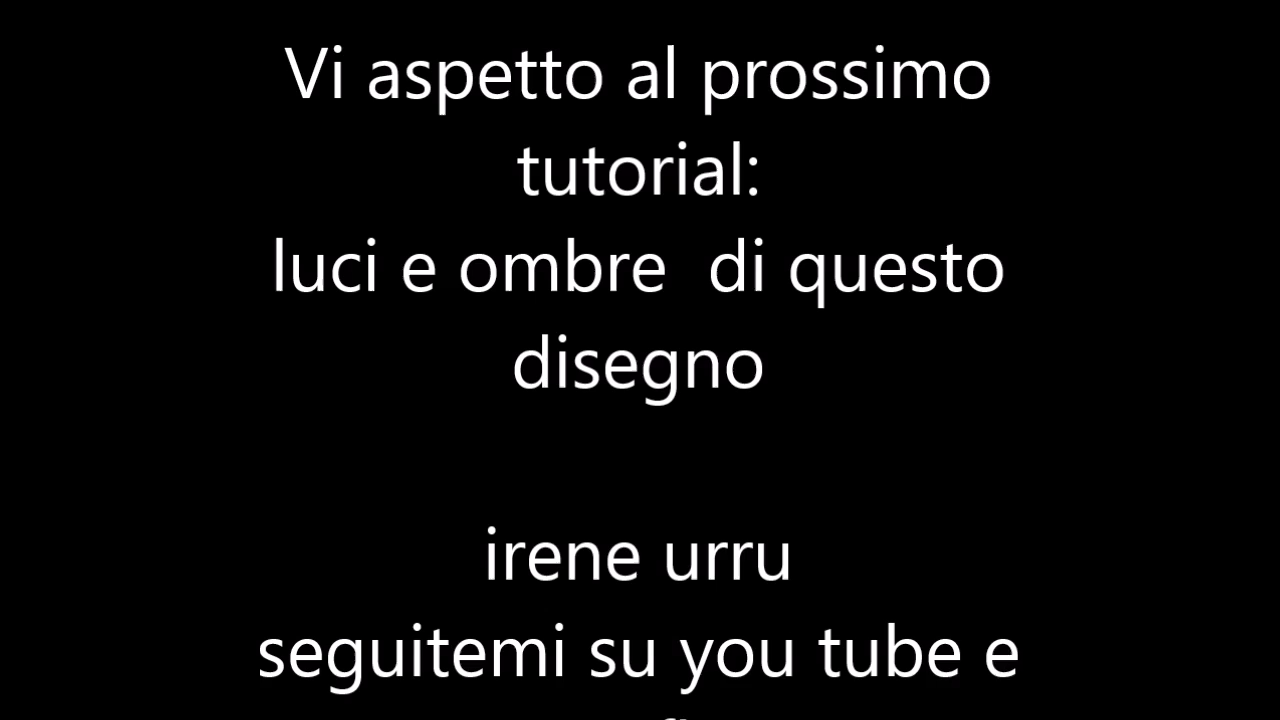 Vi aspetto al prossimo
tutorial:
luci e ombre  di questo
disegno
irene urru
seguitemi su you tube e